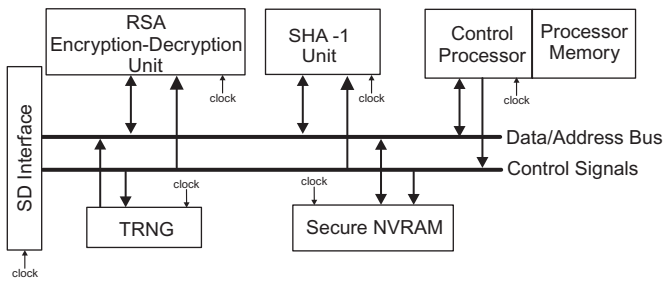 RSA
Encryption-Decryption
Unit
clock
SHA -1
Unit
clock
Control
Processor
clock
Processor
Memory
SD Interface
clock
Data/Address Bus
Control Signals
clock
TRNG
clock
Secure NVRAM